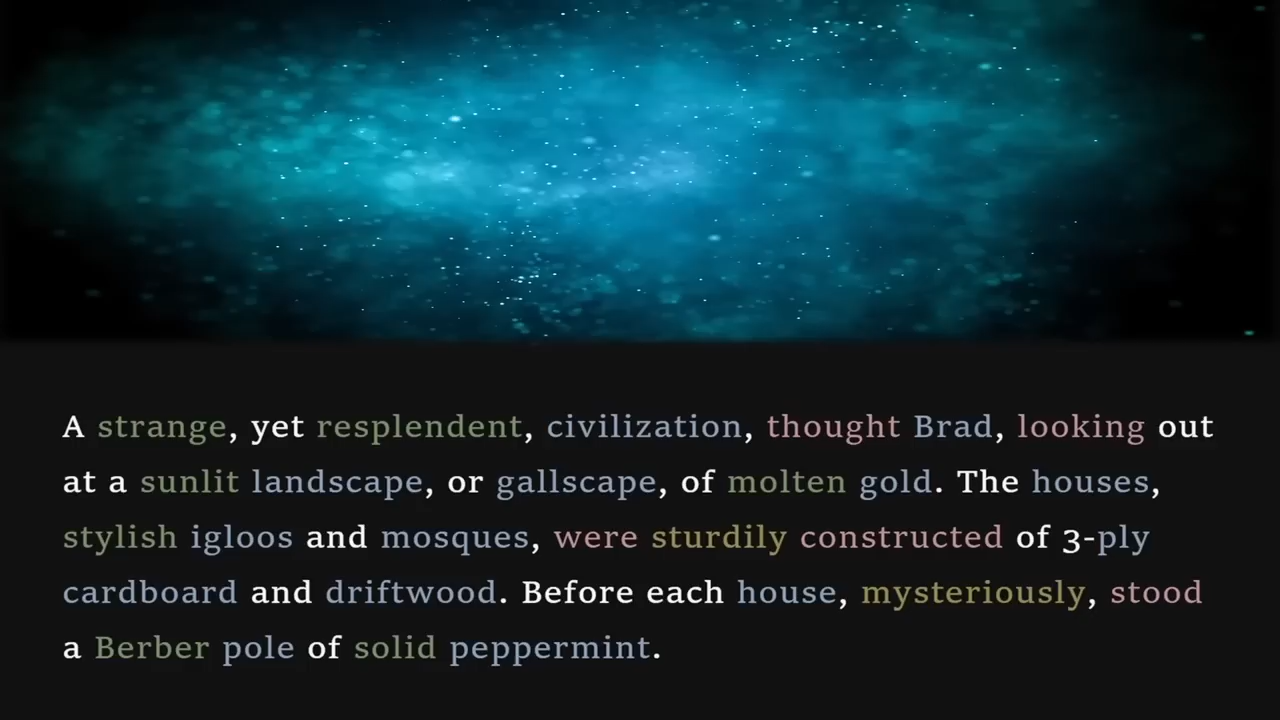 A strange, yet resplendent, civilization, thought Brad, looking out
at a sunlit landscape, or gallscape, of molten gold. The houses,
stylish igloos and mosques, were sturdily constructed of 3-ply
cardboard and driftwood. Before each house, mysteriously, stood
a Berber pole of solid peppermint.